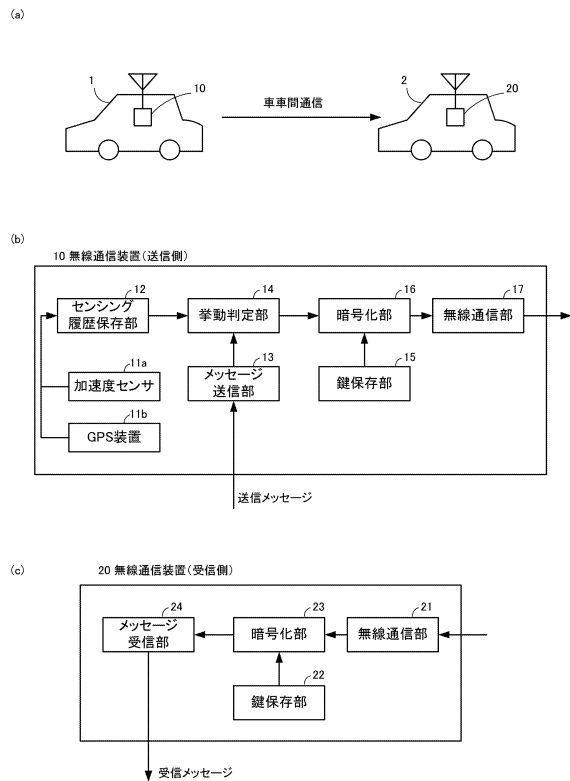 (a)
1
10
車車間通信
2
20
(b)
10 無線通信装置(送信側)
12
センシング
履歴保存部
14
挙動判定部
16
暗号化部
17
無線通信部
11a
加速度センサ
13
メッセージ
送信部
15
鍵保存部
11b
GPS装置
送信メッセージ
(c)
20 無線通信装置(受信側)
24
メッセージ
受信部
23
暗号化部
21
無線通信部
22
鍵保存部
受信メッセージ